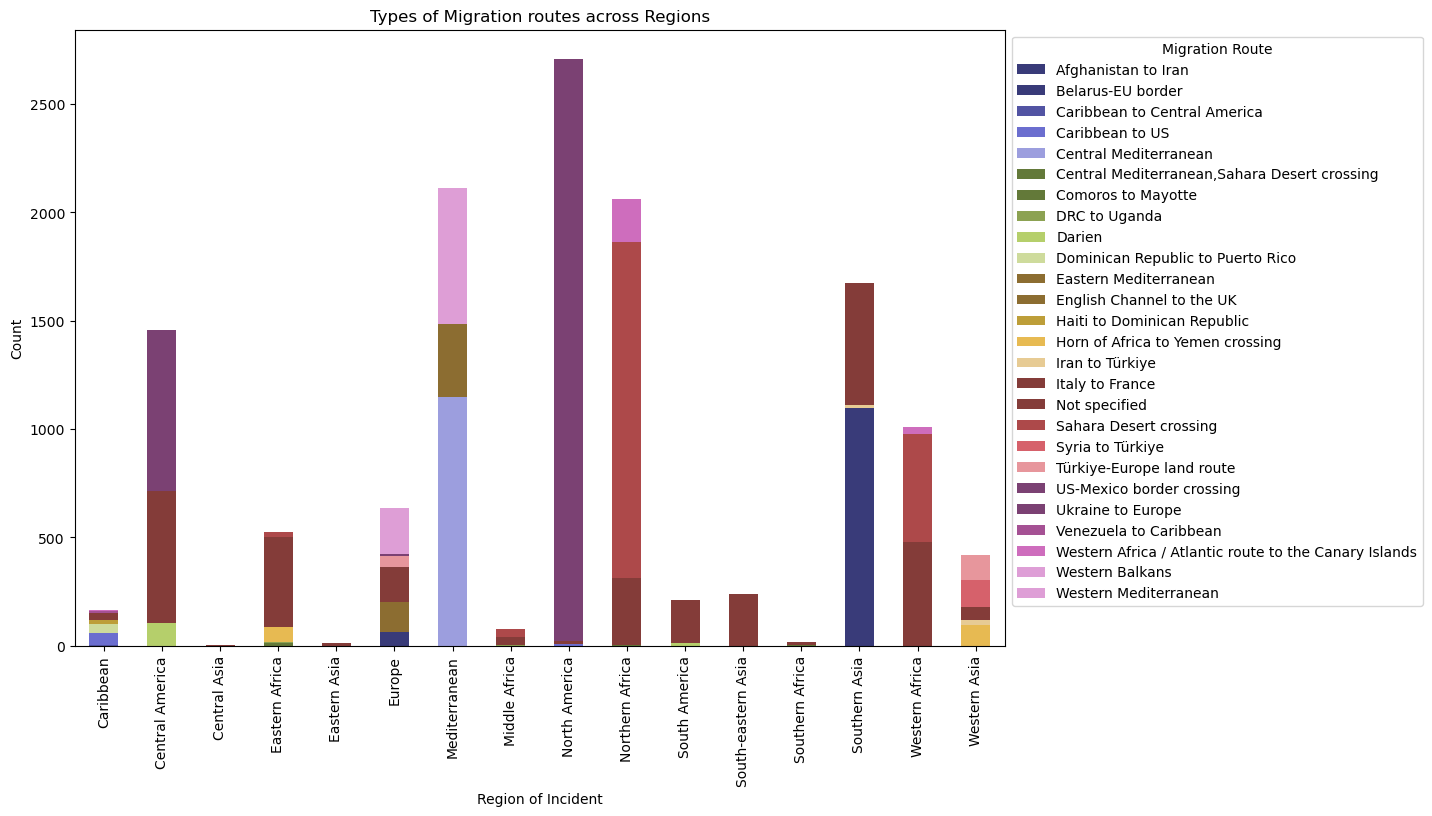 Types of Migration routes across Regions
Count
2500
2000
1500
1000
500
0
Caribbean
Central America
Central Asia
Eastern Africa
Eastern Asia
Europe
Mediterranean
Middle Africa
North America
Northern Africa
South America
South-eastern Asia
Southern Africa
Southern Asia
Western Africa
Western Asia
Region of Incident
Migration Route
Afghanistan to Iran
Belarus-EU border
Caribbean to Central America
Caribbean to US
Central Mediterranean
Central Mediterranean,Sahara Desert crossing
Comoros to Mayotte
DRC to Uganda
Darien
Dominican Republic to Puerto Rico
Eastern Mediterranean
English Channel to the UK
Haiti to Dominican Republic
Horn of Africa to Yemen crossing
Iran to Türkiye
Italy to France
Not specified
Sahara Desert crossing
Syria to Türkiye
Türkiye-Europe land route
US-Mexico border crossing
Ukraine to Europe
Venezuela to Caribbean
Western Africa / Atlantic route to the Canary Islands
Western Balkans
Western Mediterranean